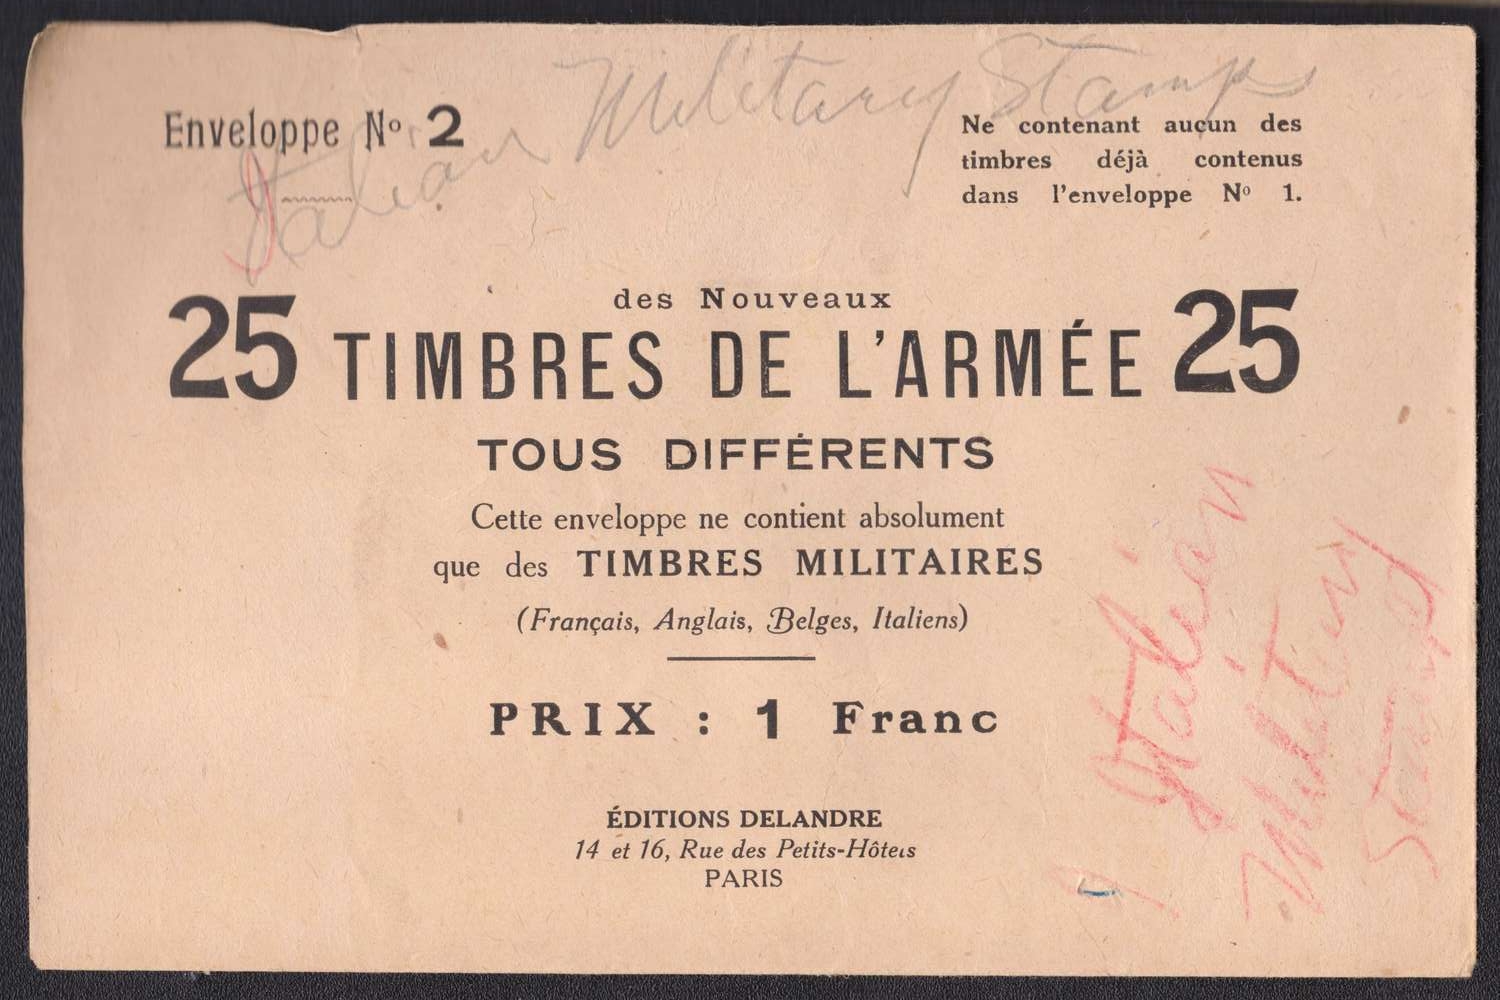 Italian Military Stamps
Enveloppe Nº 2
Ne contenant aucun des
timbres déjà contenus
dans l'enveloppe Nº 1.
des Nouveaux
25 TIMBRES DE L'ARMÉE 25
TOUS DIFFÉRENTS
Cette enveloppe ne contient absolument
que des TIMBRES MILITAIRES
(Français, Anglais, Belges, Italiens)
PRIX : 1 Franc
ÉDITIONS DELANDRE
14 et 16, Rue des Petits-Hôtels
PARIS
Italian
Military
Stamps